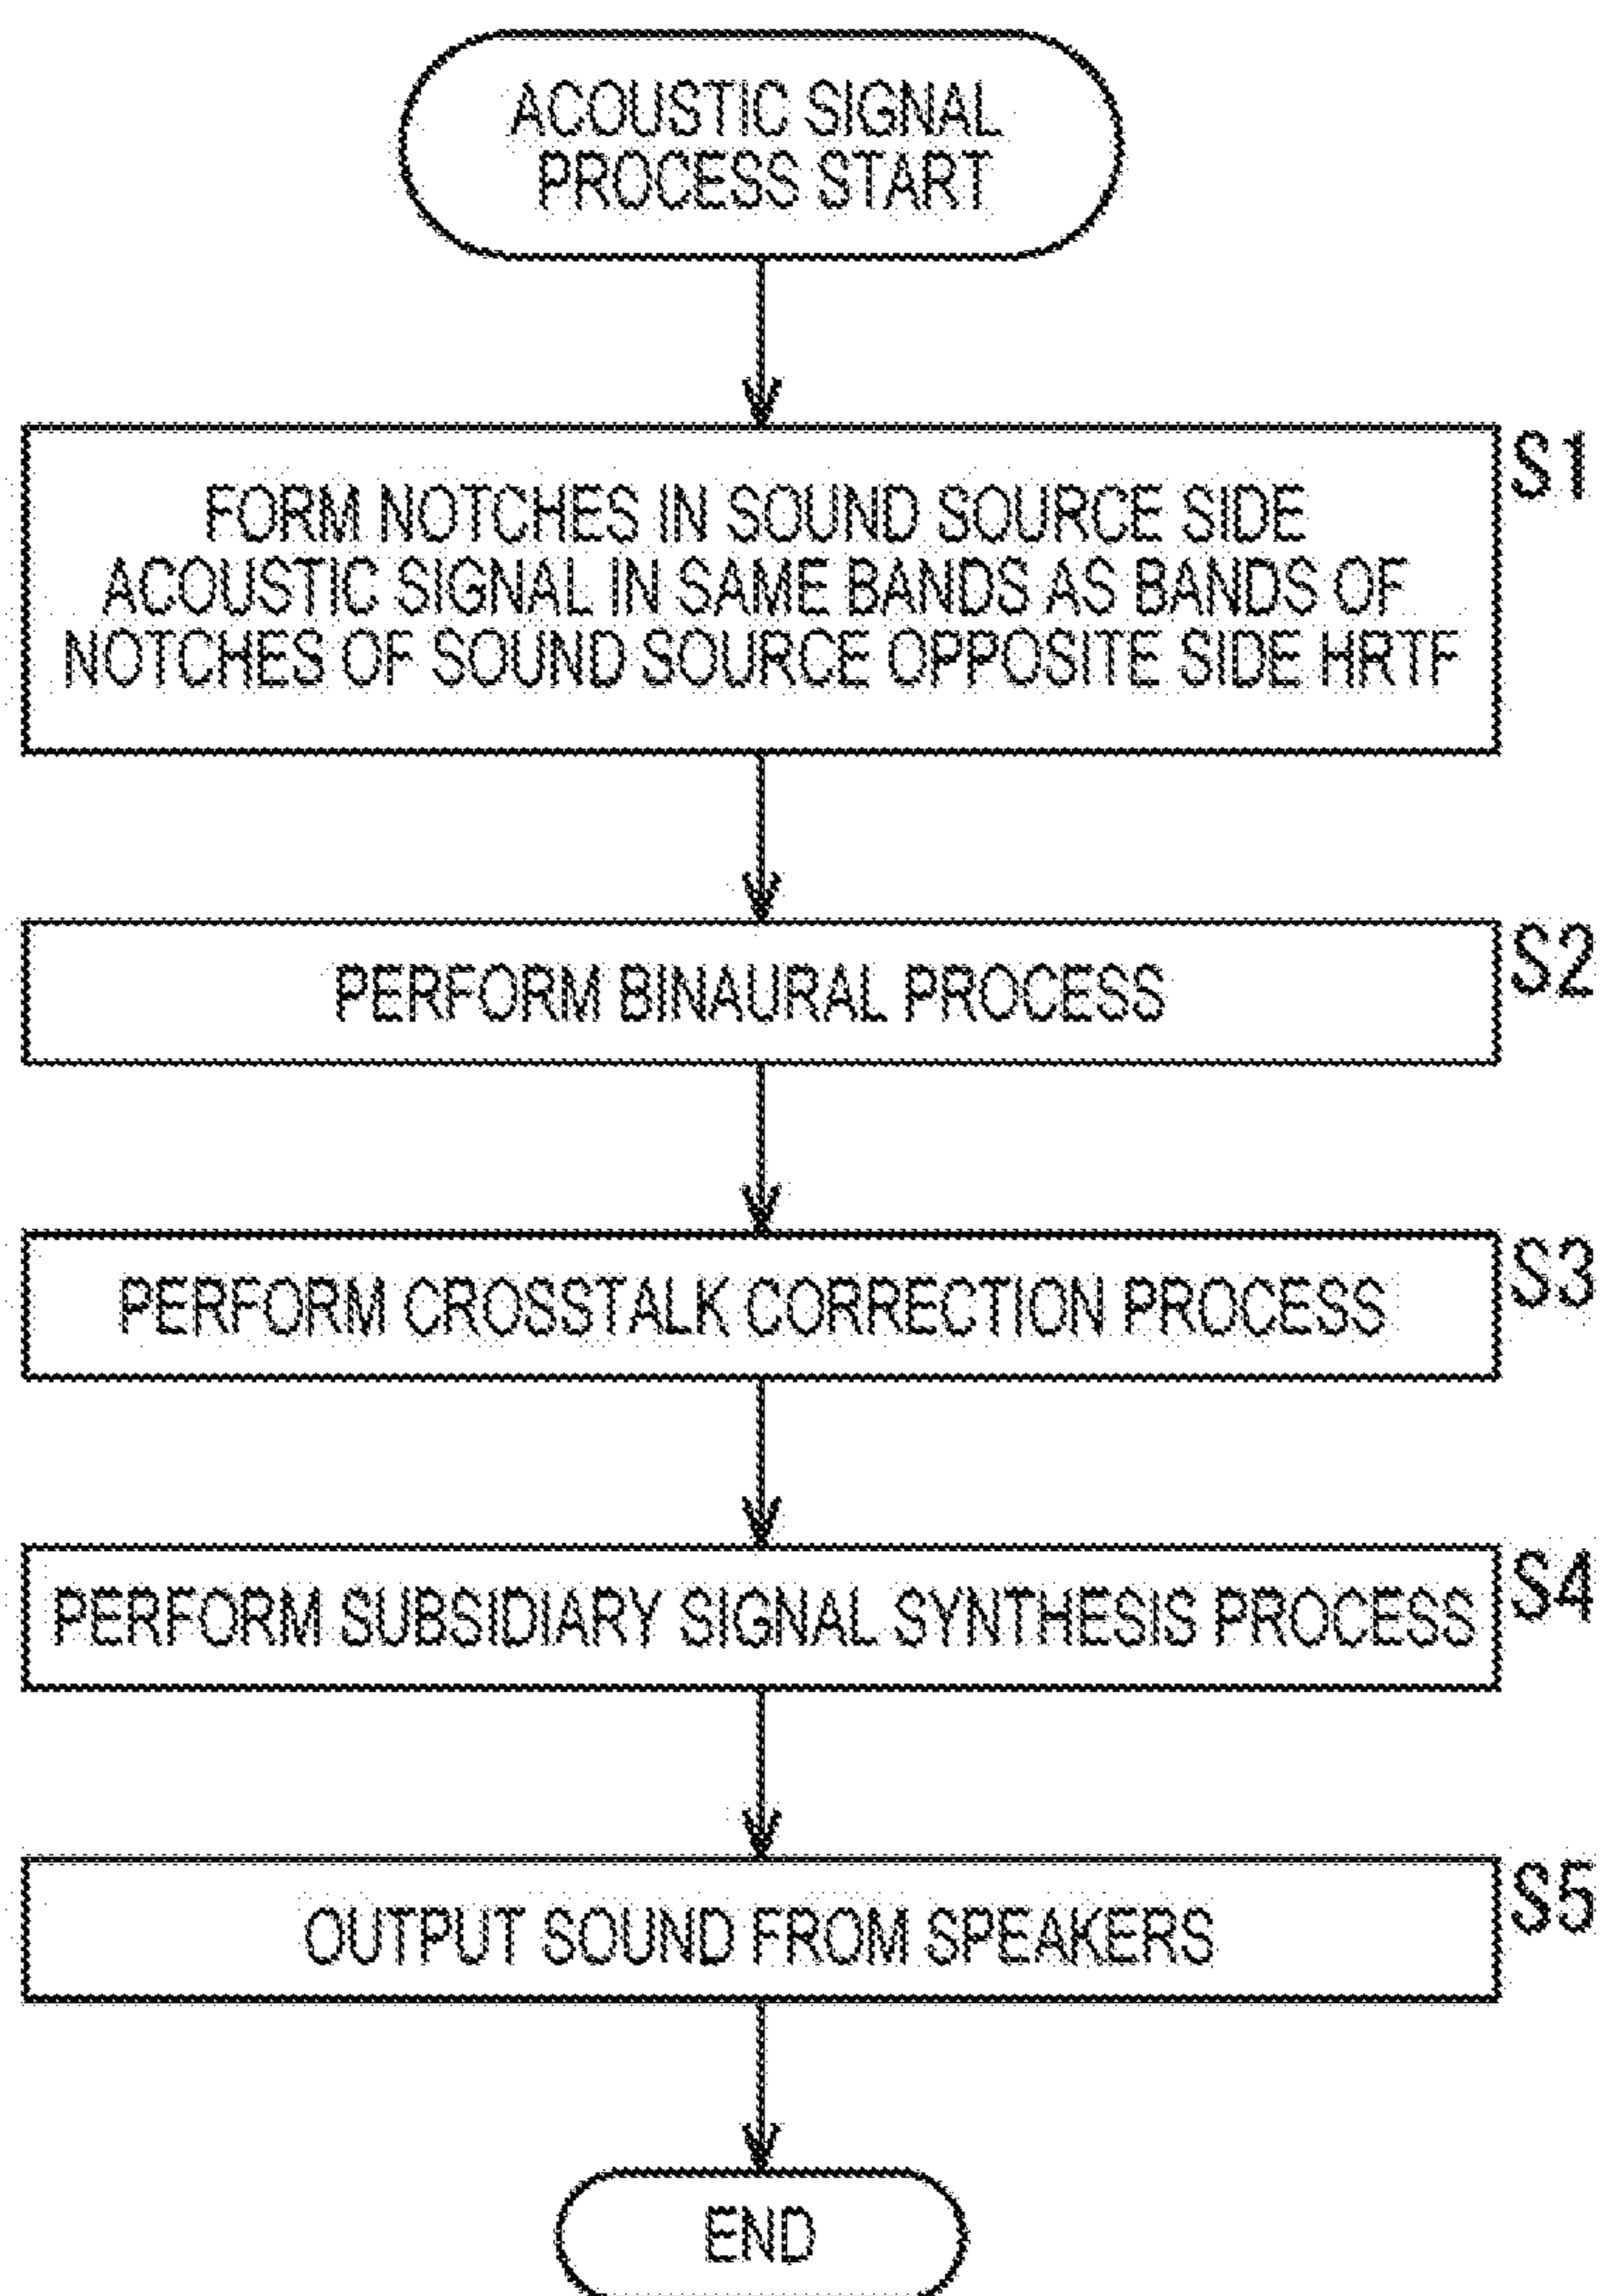 ACOUSTIC SIGNAL
PROCESS START
FORM NOTCHES IN SOUND SOURCE SIDE
ACOUSTIC SIGNAL IN SAME BANDS AS BANDS OF
NOTCHES OF SOUND SOURCE OPPOSITE SIDE HRTF
S1
PERFORM BINAURAL PROCESS
S2
PERFORM CROSSTALK CORRECTION PROCESS
S3
PERFORM SUBSIDIARY SIGNAL SYNTHESIS PROCESS
S4
OUTPUT SOUND FROM SPEAKERS
S5
END